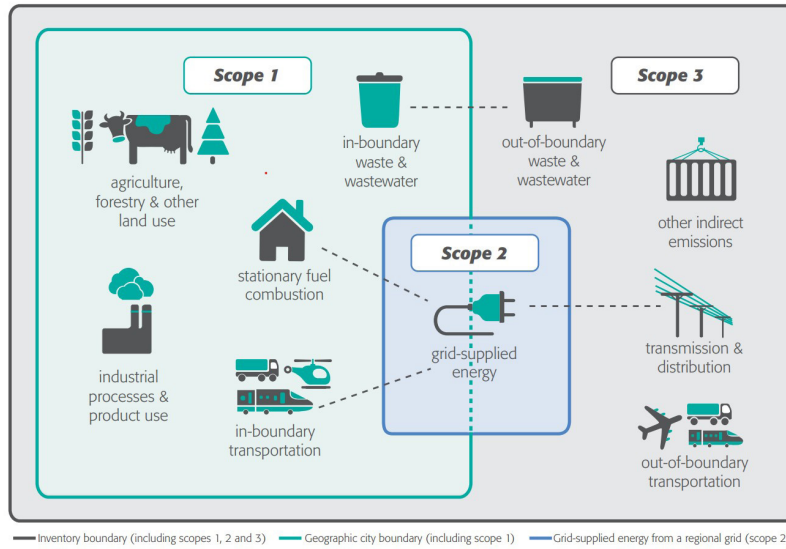 Scope 1
Scope 3
in-boundary
waste &
wastewater
out-of-boundary
waste &
wastewater
agriculture,
forestry & other
land use
other indirect
emissions
Scope 2
stationary fuel
combustion
grid-supplied
energy
transmission &
distribution
industrial
processes &
product use
in-boundary
transportation
out-of-boundary
transportation
Inventory boundary (including scopes 1, 2 and 3)
Geographic city boundary (including scope 1)
Grid-supplied energy from a regional grid (scope 2